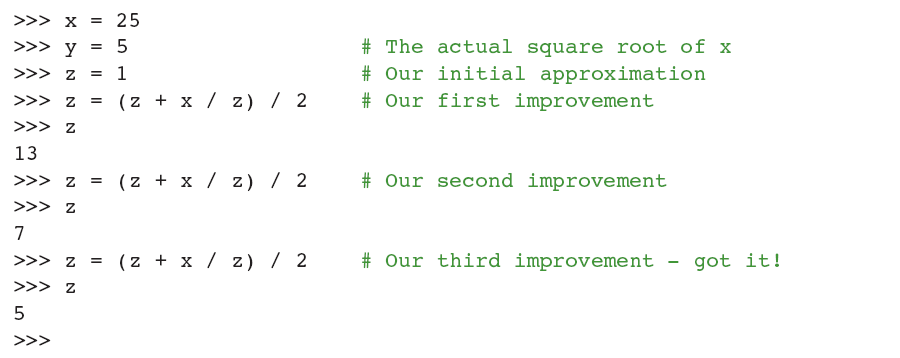 >>> x = 25
>>> y = 5                  # The actual square root of x
>>> z = 1                  # Our initial approximation
>>> z = (z + x / z) / 2    # Our first improvement
>>> z
13
>>> z = (z + x / z) / 2    # Our second improvement
>>> z
7
>>> z = (z + x / z) / 2    # Our third improvement – got it!
>>> z
5
>>>